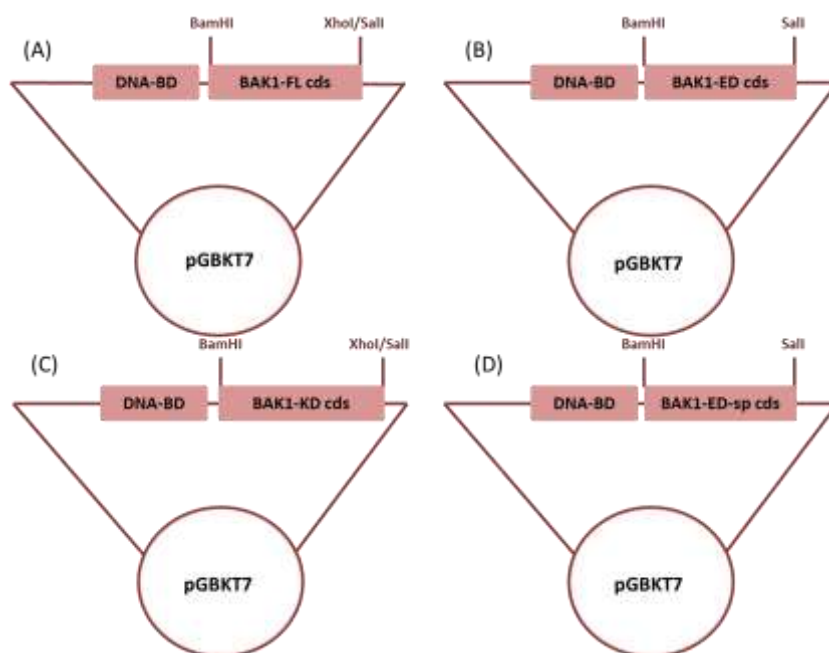 (A)
BamHI
XhoI/SalI
DNA-BD
BAK1-FL cds
pGBKT7
(B)
BamHI
SalI
DNA-BD
BAK1-ED cds
pGBKT7
(C)
BamHI
XhoI/SalI
DNA-BD
BAK1-KD cds
pGBKT7
(D)
BamHI
SalI
DNA-BD
BAK1-ED-sp cds
pGBKT7